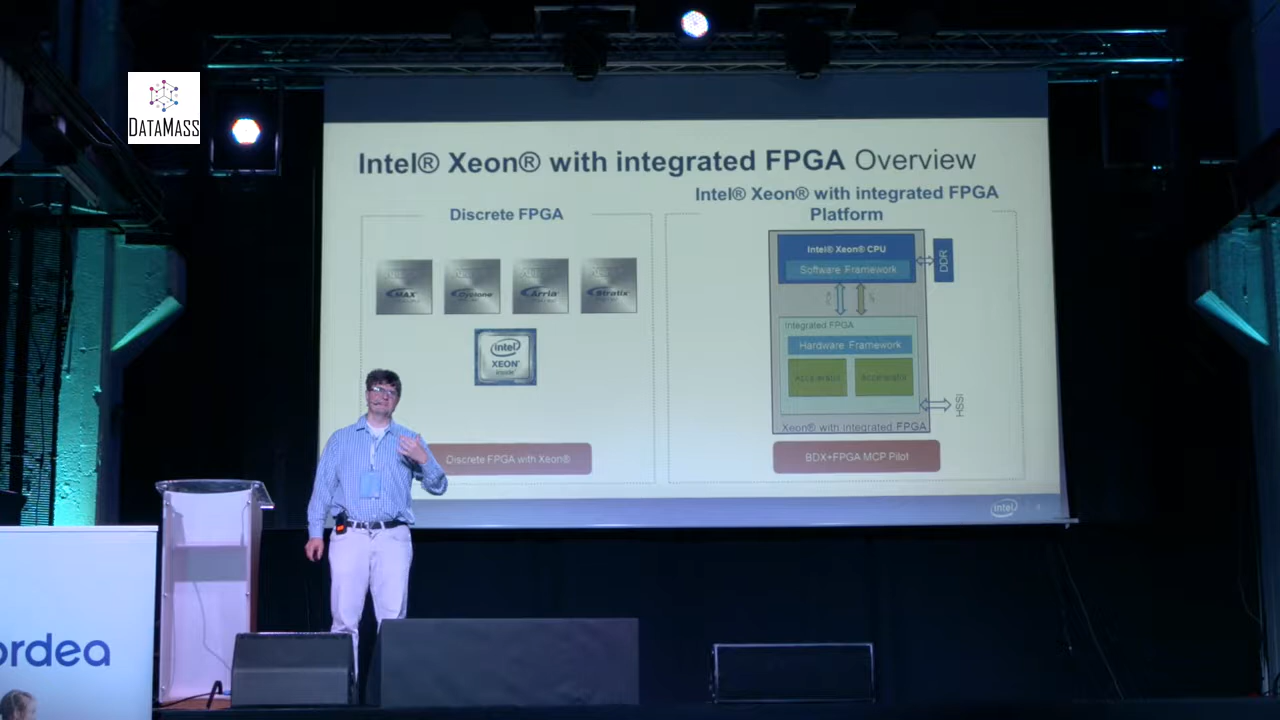 DATAMASS
Intel® Xeon® with integrated FPGA Overview
Discrete FPGA
MAX
Cyclone
Arria
Stratix
intel
XEON
inside
Discrete FPGA with Xeon®
Intel® Xeon® with integrated FPGA
Platform
Intel® Xeon® CPU
Software Framework
DDR
Integrated FPGA
Hardware Framework
Accelerator
Accelerator
HSSI
Xeon® with integrated FPGA
BDX+FPGA MCP Pilot
intel
ordea